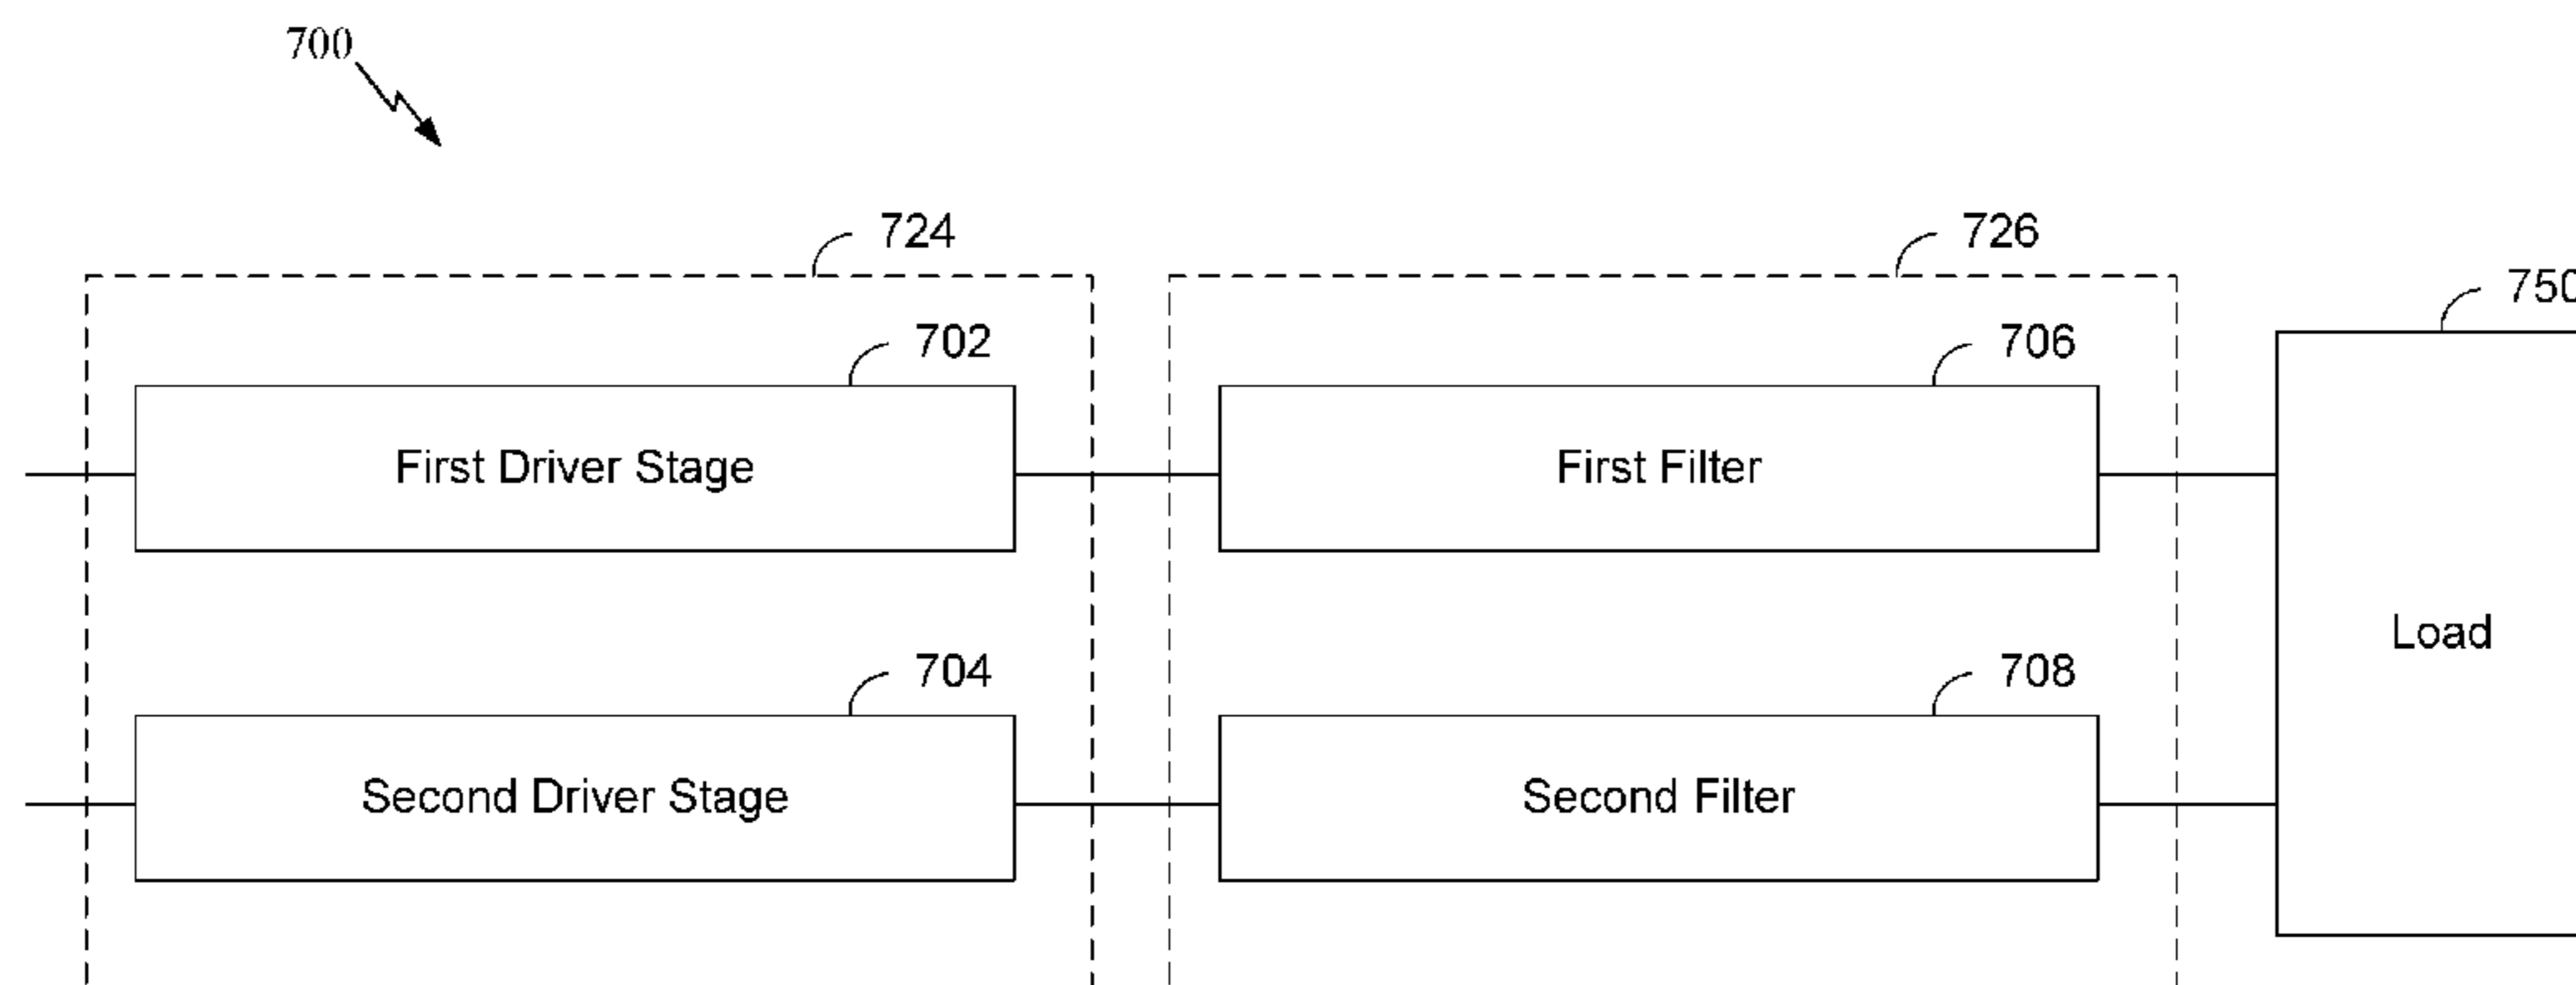 700
724
726
750
702
706
First Driver Stage
First Filter
Load
704
708
Second Driver Stage
Second Filter